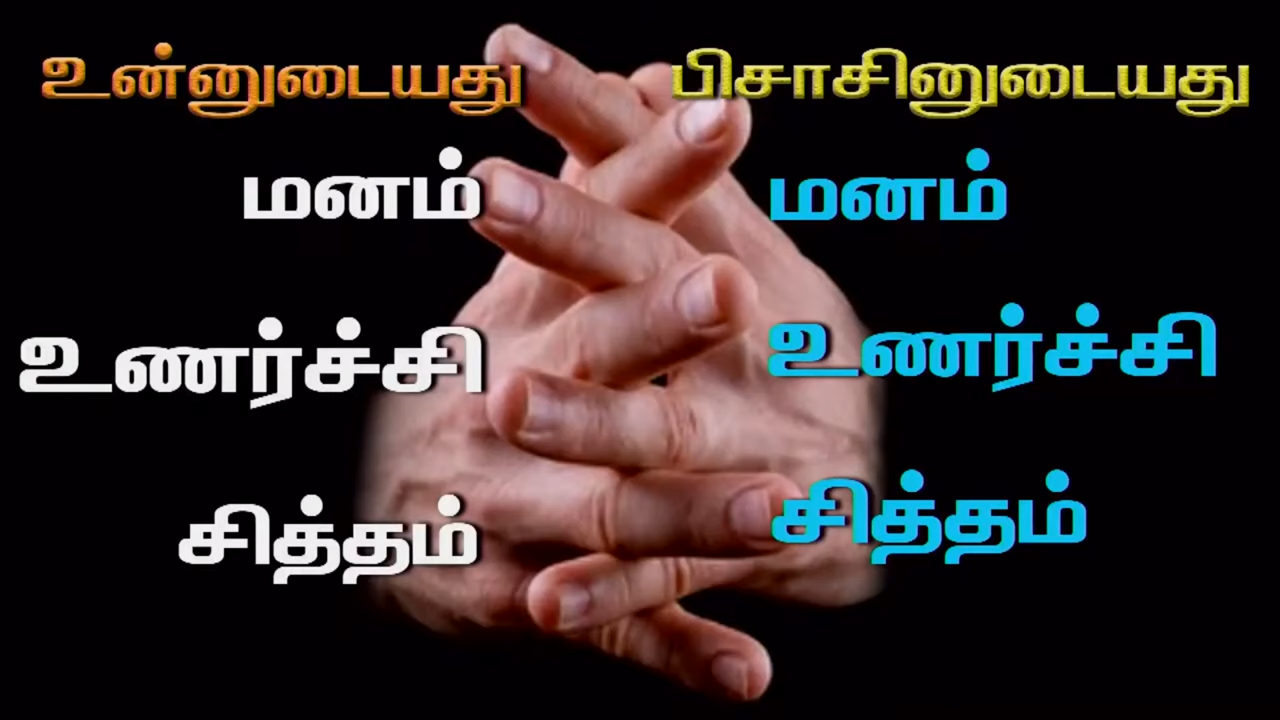 உன்னுடையது பிசாசினுடையது
மனம் மனம்
உணர்ச்சி உணர்ச்சி
சித்தம் சித்தம்